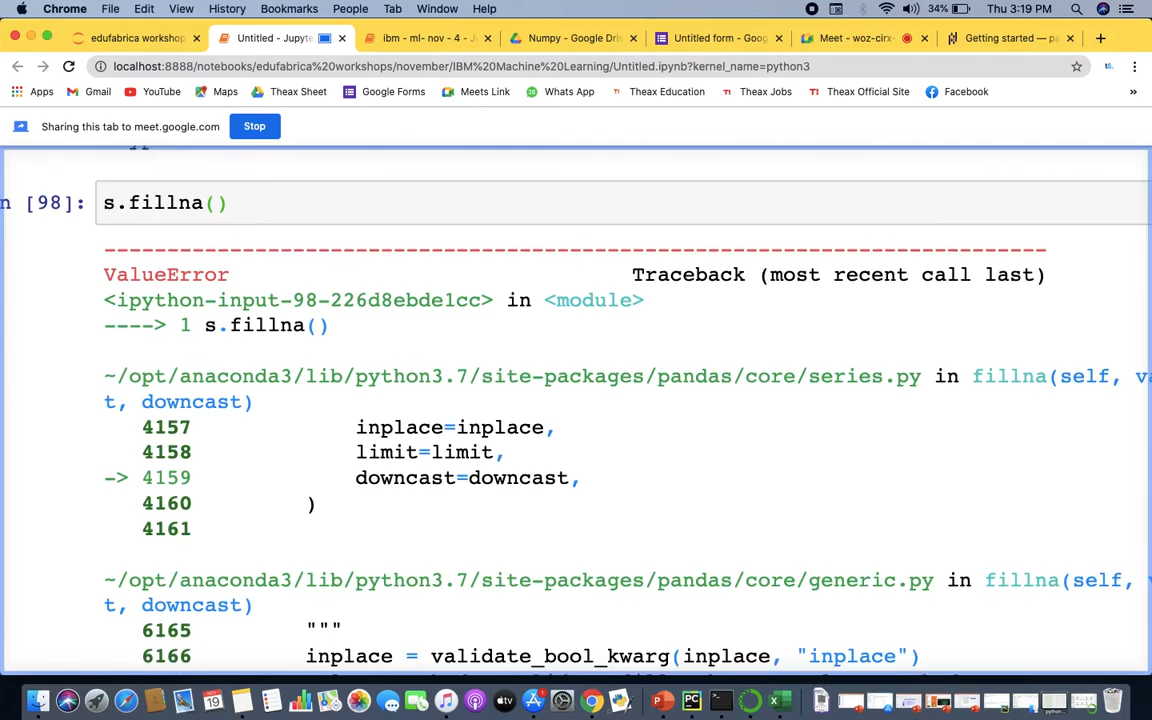 Chrome File Edit View History Bookmarks People Tab Window Help 34% Thu 3:19 PM
edufabrica workshop Untitled - Jupyte ibm - ml- nov - 4 - J Numpy - Google Dri Untitled form - Goog Meet - woz-cirx- Getting started — pa
localhost:8888/notebooks/edufabrica%20workshops/november/IBM%20Machine%20Learning/Untitled.ipynb?kernel_name=python3
Apps Gmail YouTube Maps Theax Sheet Google Forms Meets Link Whats App Theax Education Theax Jobs Theax Official Site Facebook »
Sharing this tab to meet.google.com Stop
n [98]: s.fillna()
ValueError Traceback (most recent call last)
<ipython-input-98-226d8ebde1cc> in <module>
----> 1 s.fillna()
~/opt/anaconda3/lib/python3.7/site-packages/pandas/core/series.py in fillna(self, va
t, downcast)
4157 inplace=inplace,
4158 limit=limit,
-> 4159 downcast=downcast,
4160 )
4161
~/opt/anaconda3/lib/python3.7/site-packages/pandas/core/generic.py in fillna(self, v
t, downcast)
6165 """
6166 inplace = validate_bool_kwarg(inplace, "inplace")